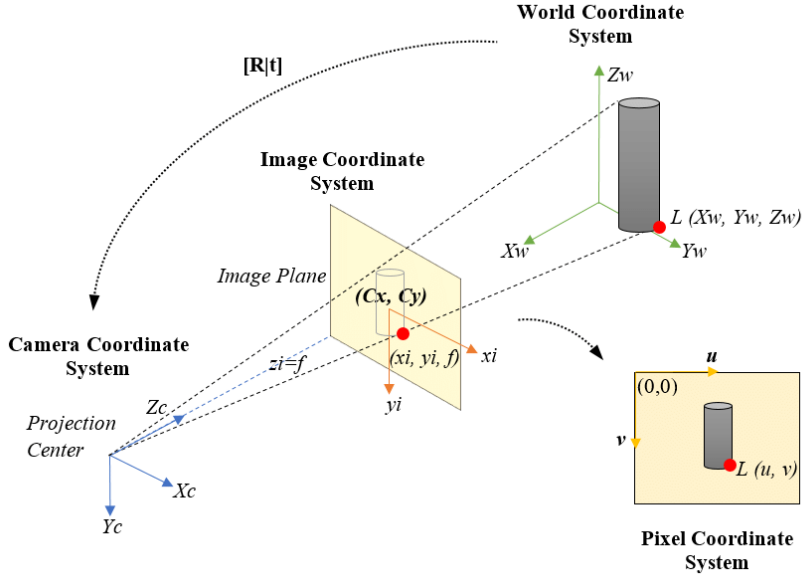 World Coordinate
System
[R|t]
Zw
Image Coordinate
System
L (Xw, Yw, Zw)
Xw
Yw
Image Plane
(Cx, Cy)
Camera Coordinate
System
zi=f
(xi, yi, f)
xi
yi
u
(0,0)
Zc
Projection
Center
v
L (u, v)
Xc
Yc
Pixel Coordinate
System